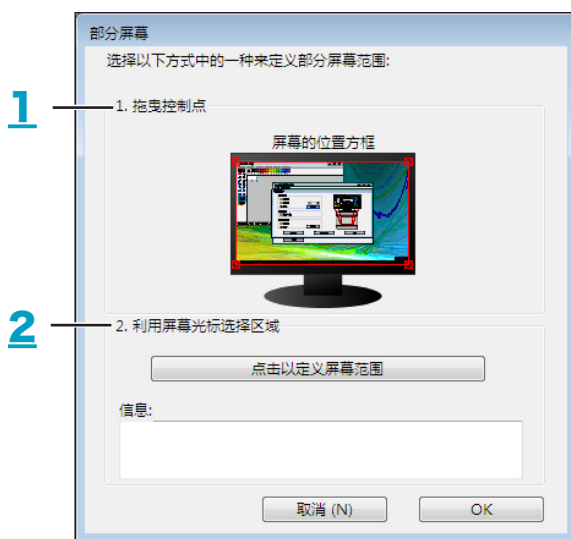 部分屏幕
选择以下方式中的一种来定义部分屏幕范围:
1
1. 拖曳控制点
屏幕的位置方框
2
2. 利用屏幕光标选择区域
点击以定义屏幕范围
信息:
取消 (N)
OK